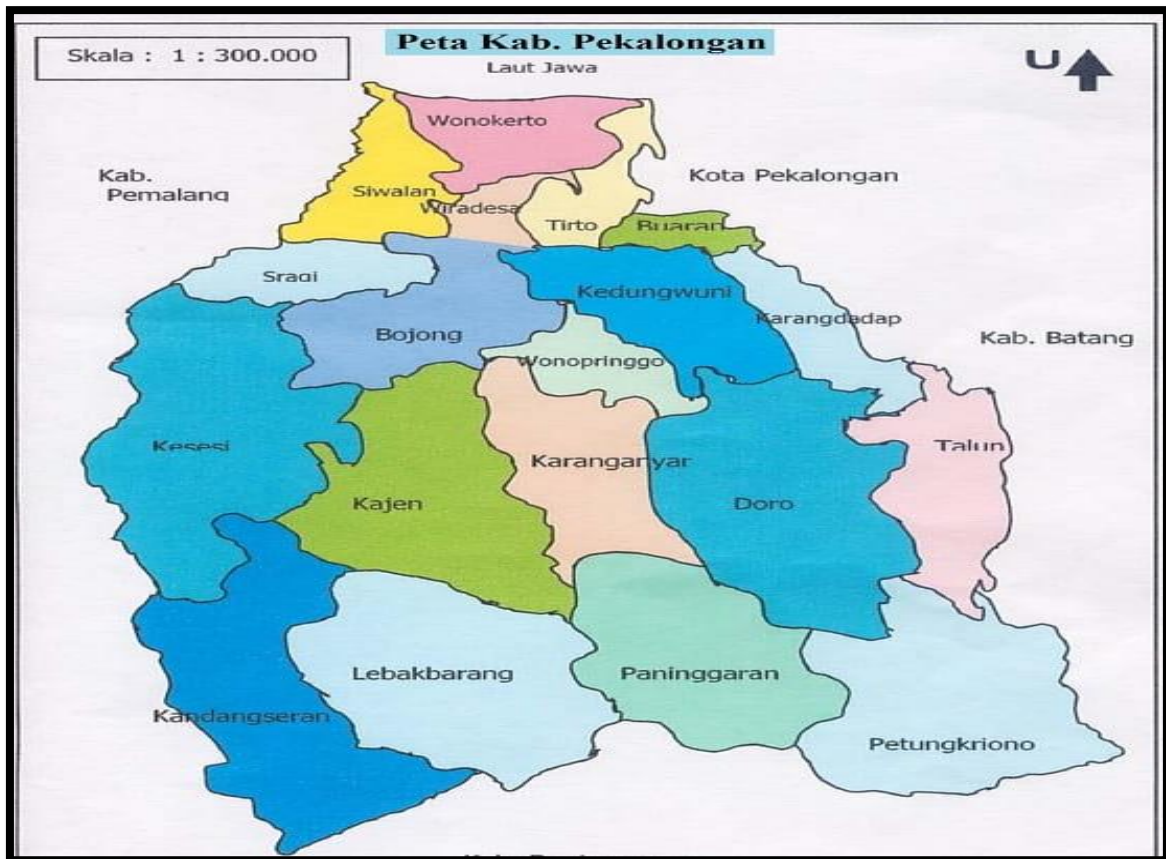 Peta Kab. Pekalongan
Skala : 1 : 300.000
Laut Jawa
U
Wonokerto
Kab.
Pemalang
Kota Pekalongan
Siwalan
Wiradesa
Tirto
Buaran
Sragi
Kedungwuni
Karangdadap
Bojong
Kab. Batang
Wonopringgo
Kesesi
Karanganyar
Talun
Kajen
Doro
Lebakbarang
Paninggaran
Kandangseran
Petungkriono